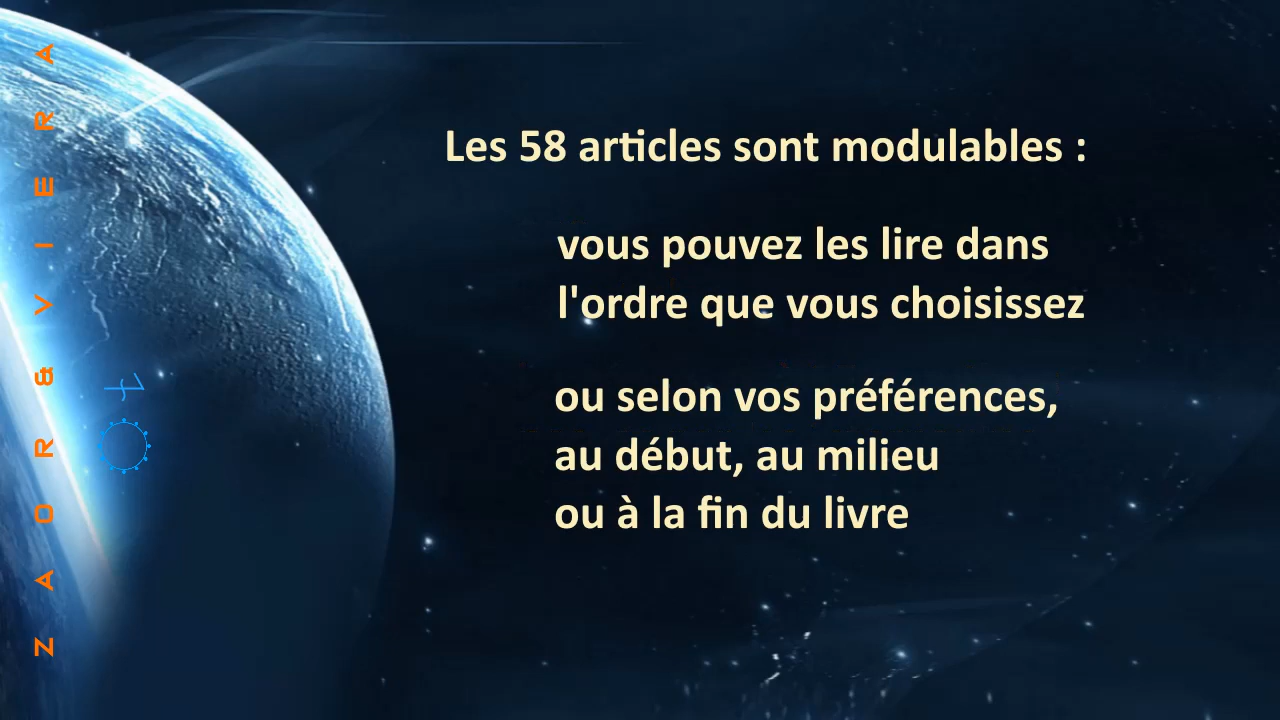 Les 58 articles sont modulables :
vous pouvez les lire dans
l'ordre que vous choisissez
ou selon vos préférences,
au début, au milieu
ou à la fin du livre
ZAOR&VIERA